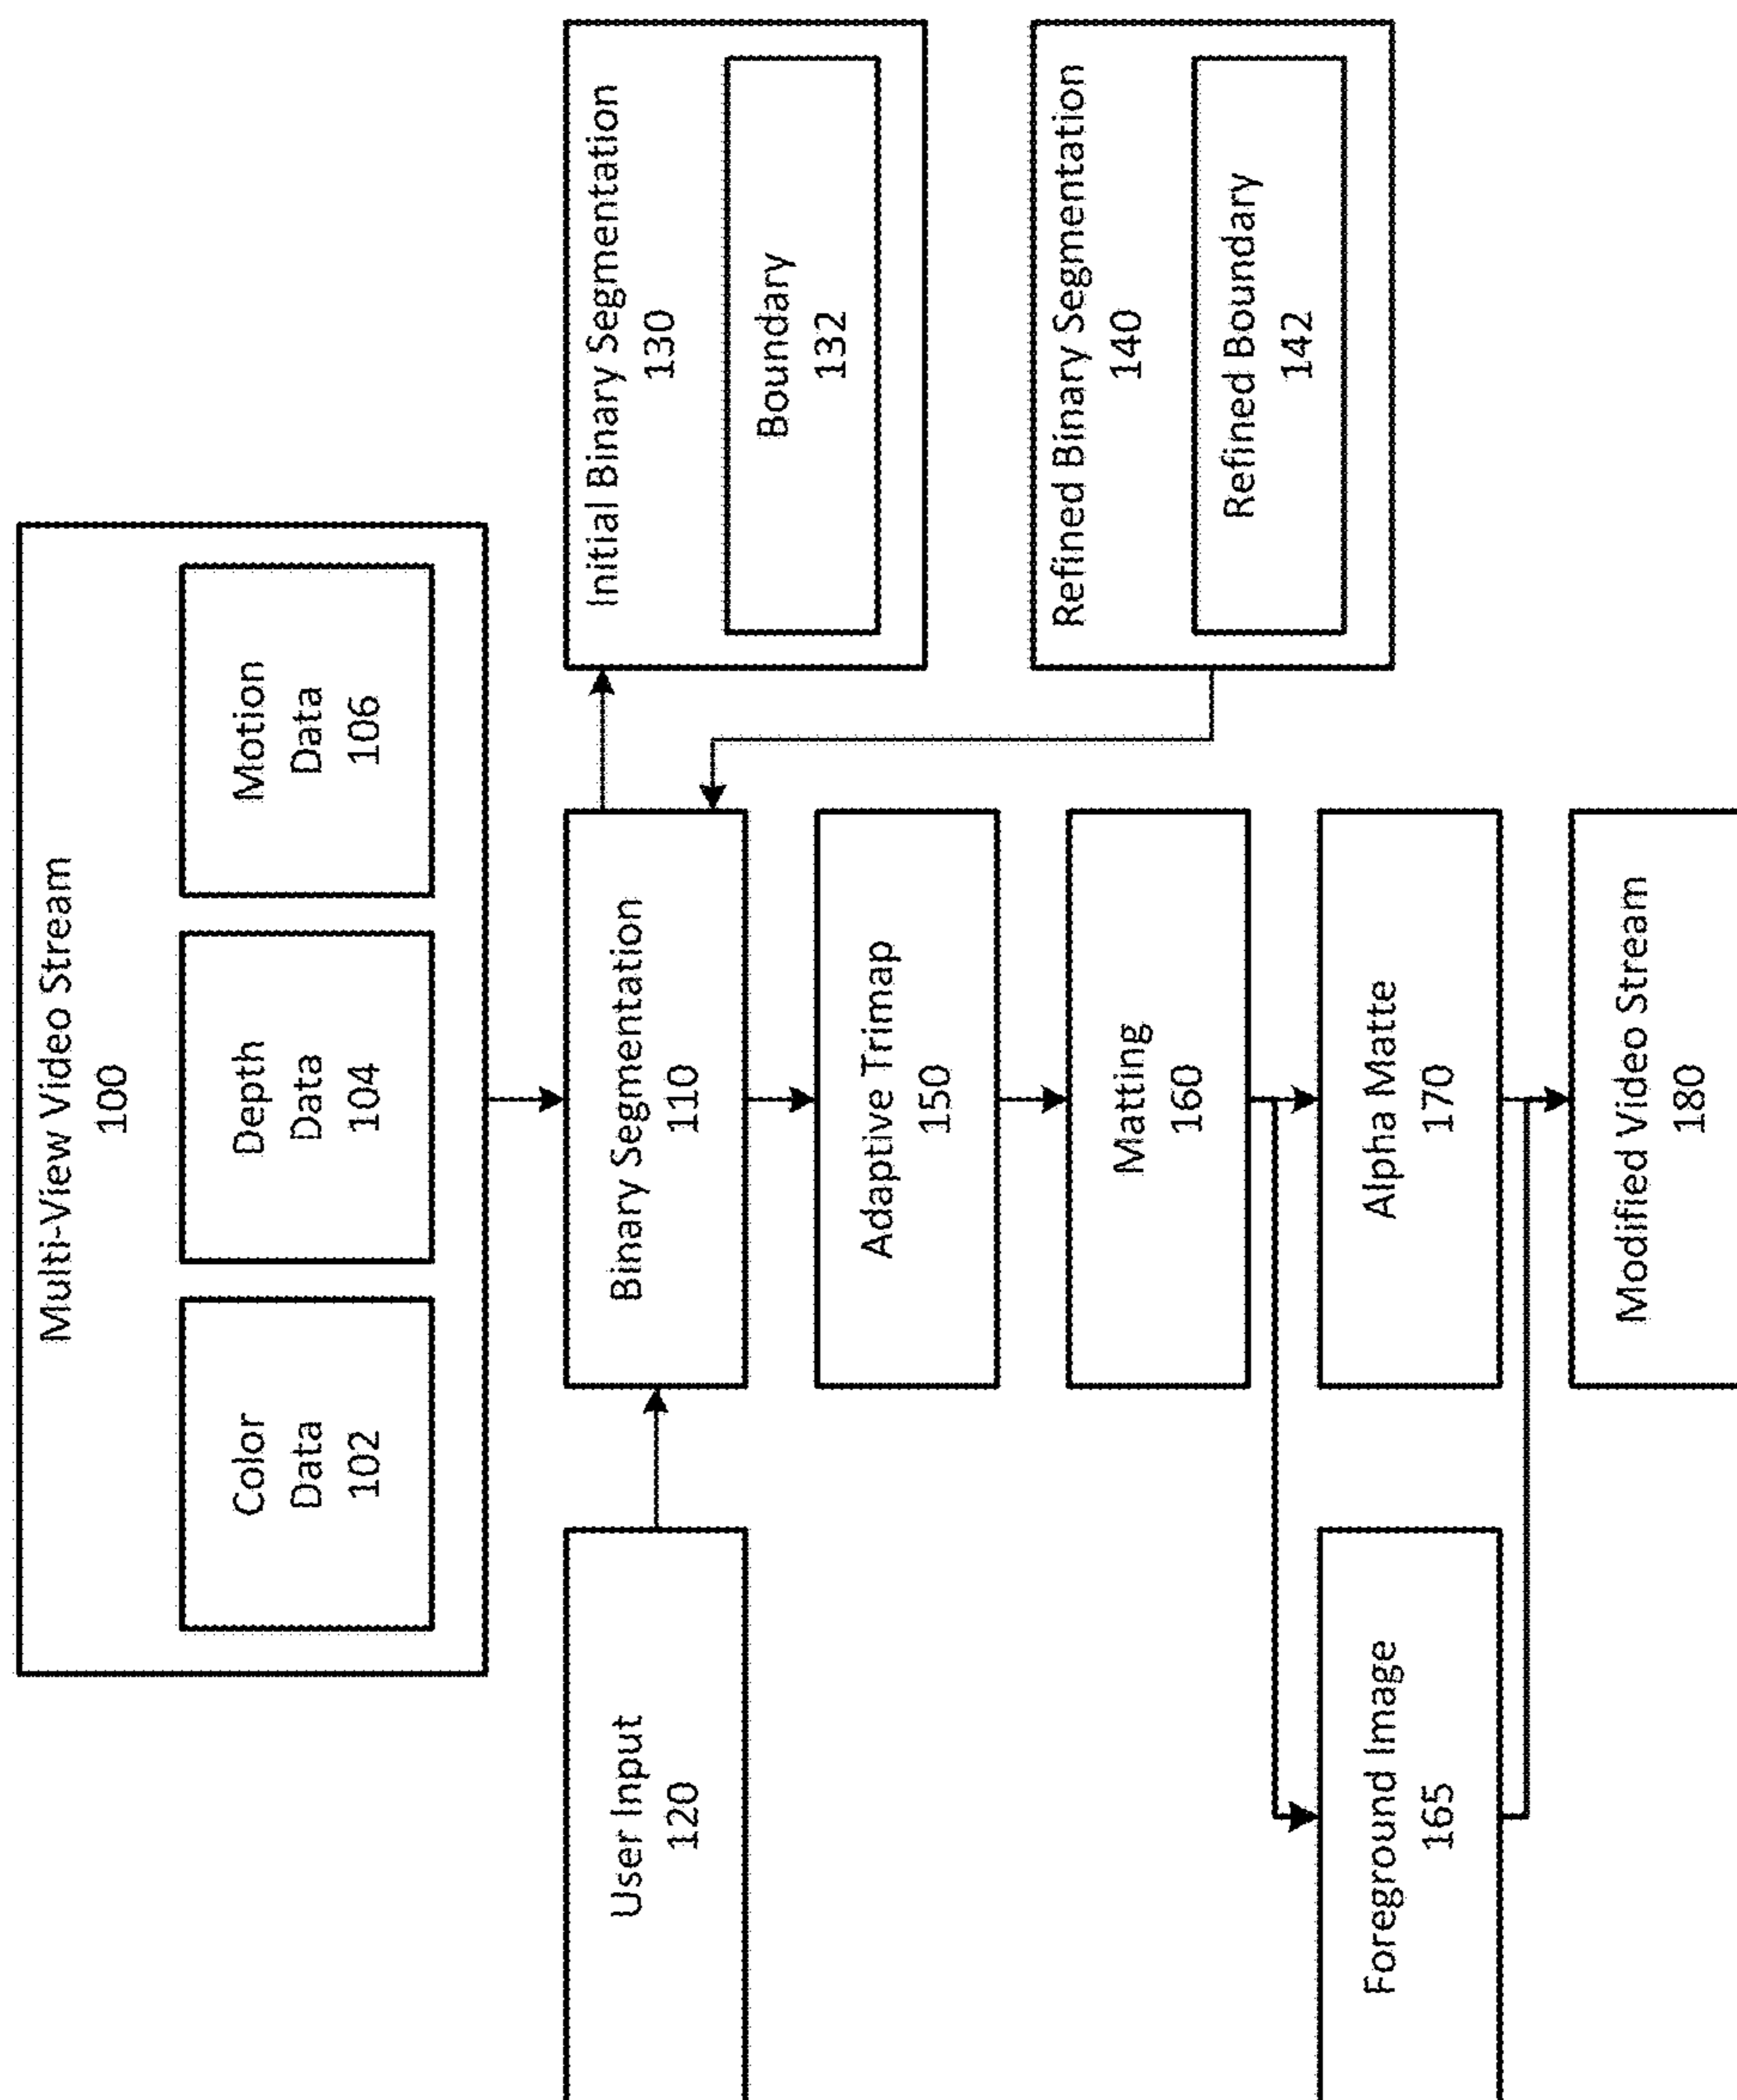 Multi-View Video Stream
100
Color
Data
102
Depth
Data
104
Motion
Data
106
User Input
120
Binary Segmentation
110
Initial Binary Segmentation
130
Boundary
132
Adaptive Trimap
150
Refined Binary Segmentation
140
Refined Boundary
142
Matting
160
Foreground Image
165
Alpha Matte
170
Modified Video Stream
180